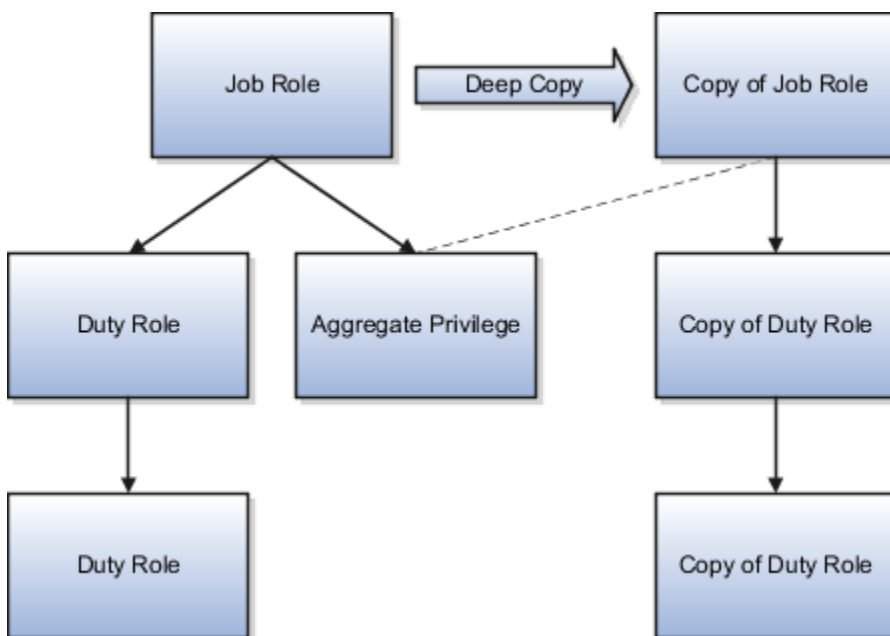 Job Role
Deep Copy
Copy of Job Role
Duty Role
Aggregate Privilege
Copy of Duty Role
Duty Role
Copy of Duty Role